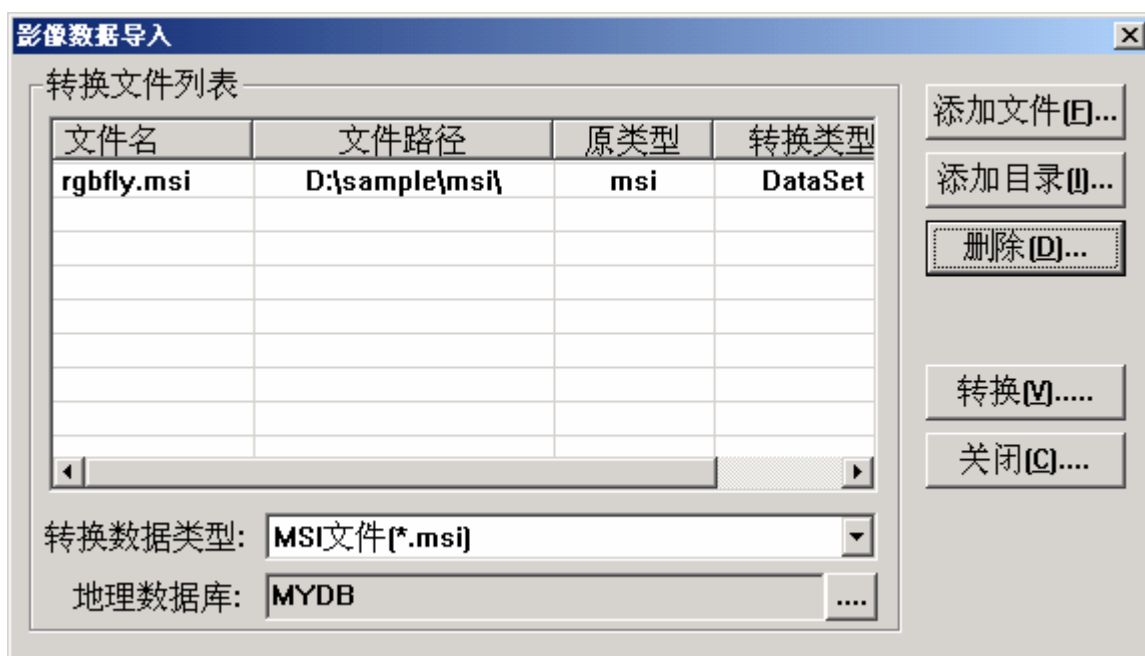 影像数据导入
转换文件列表
文件名 文件路径 原类型 转换类型
rgbfly.msi D:\sample\msi\ msi DataSet
添加文件(F)...
添加目录(I)...
删除(D)...
转换(V).....
关闭(C)....
转换数据类型: MSI文件(*.msi)
地理数据库: MYDB ....